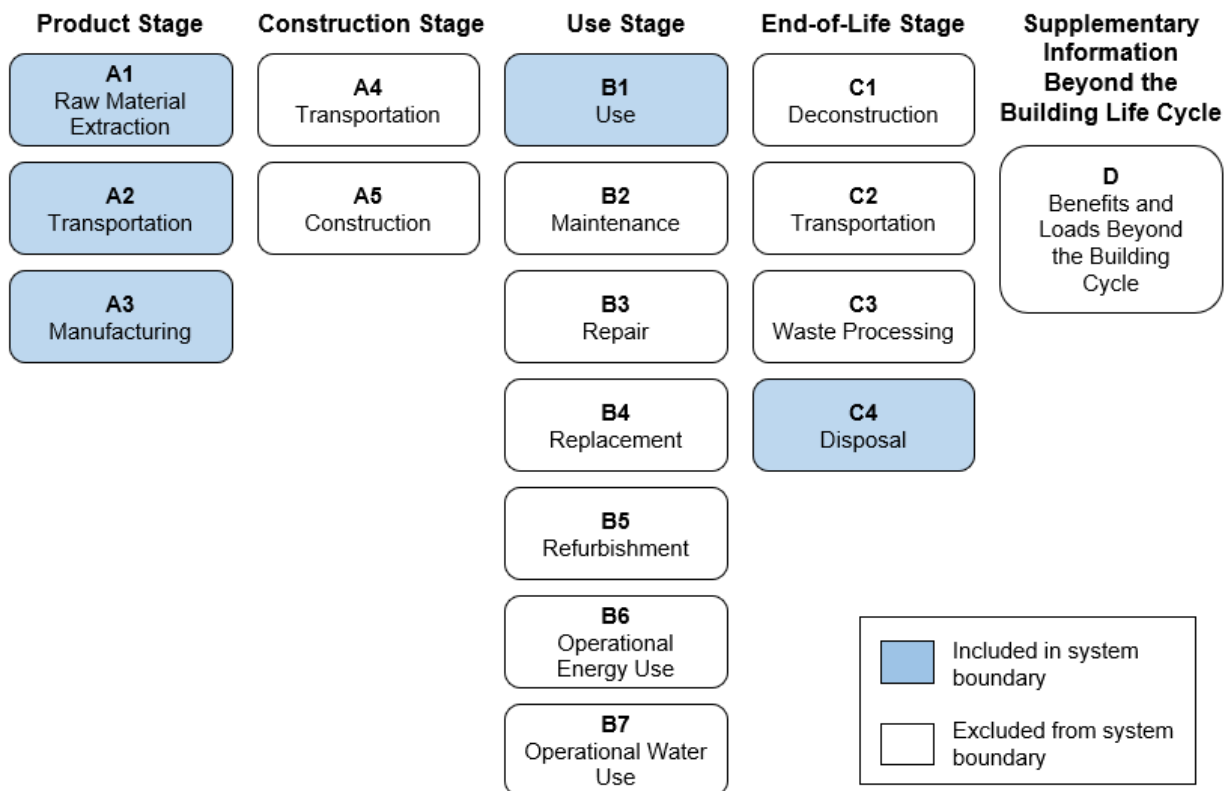 Product Stage
A1
Raw Material
Extraction
A2
Transportation
A3
Manufacturing
Construction Stage
A4
Transportation
A5
Construction
Use Stage
B1
Use
B2
Maintenance
B3
Repair
B4
Replacement
B5
Refurbishment
B6
Operational
Energy Use
B7
Operational Water
Use
End-of-Life Stage
C1
Deconstruction
C2
Transportation
C3
Waste Processing
C4
Disposal
Supplementary
Information
Beyond the
Building Life Cycle
D
Benefits and
Loads Beyond
the Building
Cycle
Included in system
boundary
Excluded from system
boundary